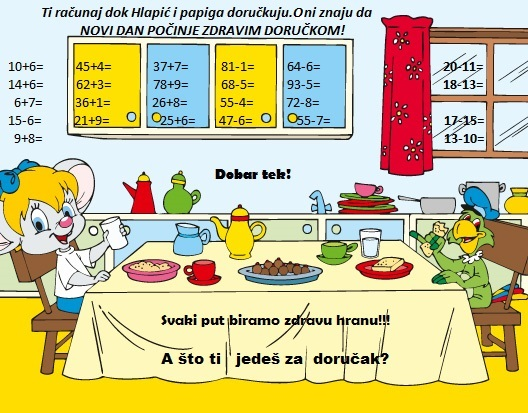 Ti računaj dok Hlapić i papiga doručkuju.Oni znaju da
NOVI DAN POČINJE ZDRAVIM DORUČKOM!
10+6= 45+4= 37+7= 81-1= 64-6= 20-11=
14+6= 62+3= 78+9= 68-5= 93-5= 18-13=
6+7= 36+1= 26+8= 55-4= 72-8=
15-6= 21+9= 25+6= 47-6= 55-7= 17-15=
9+8= 13-10=
Dobar tek!
Svaki put biramo zdravu hranu!!!
A što ti jedeš za doručak?